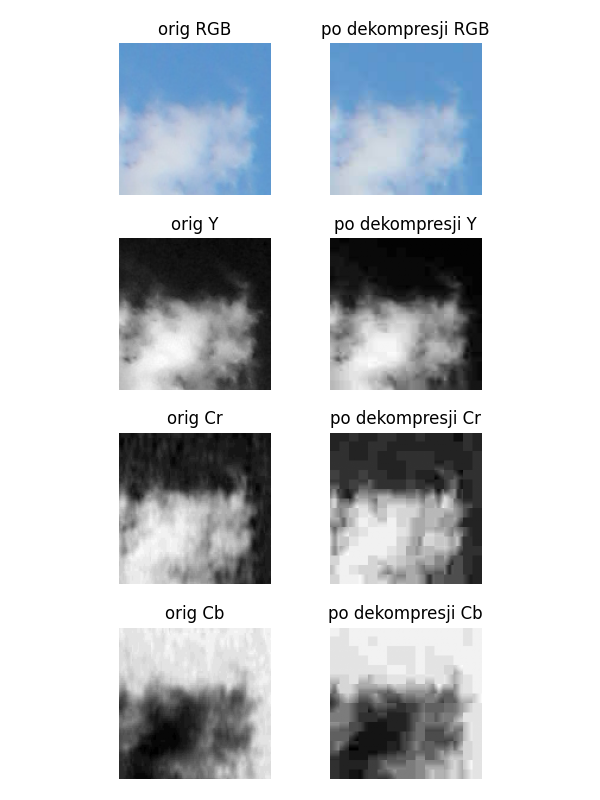 orig RGB
po dekompresji RGB
orig Y
po dekompresji Y
orig Cr
po dekompresji Cr
orig Cb
po dekompresji Cb